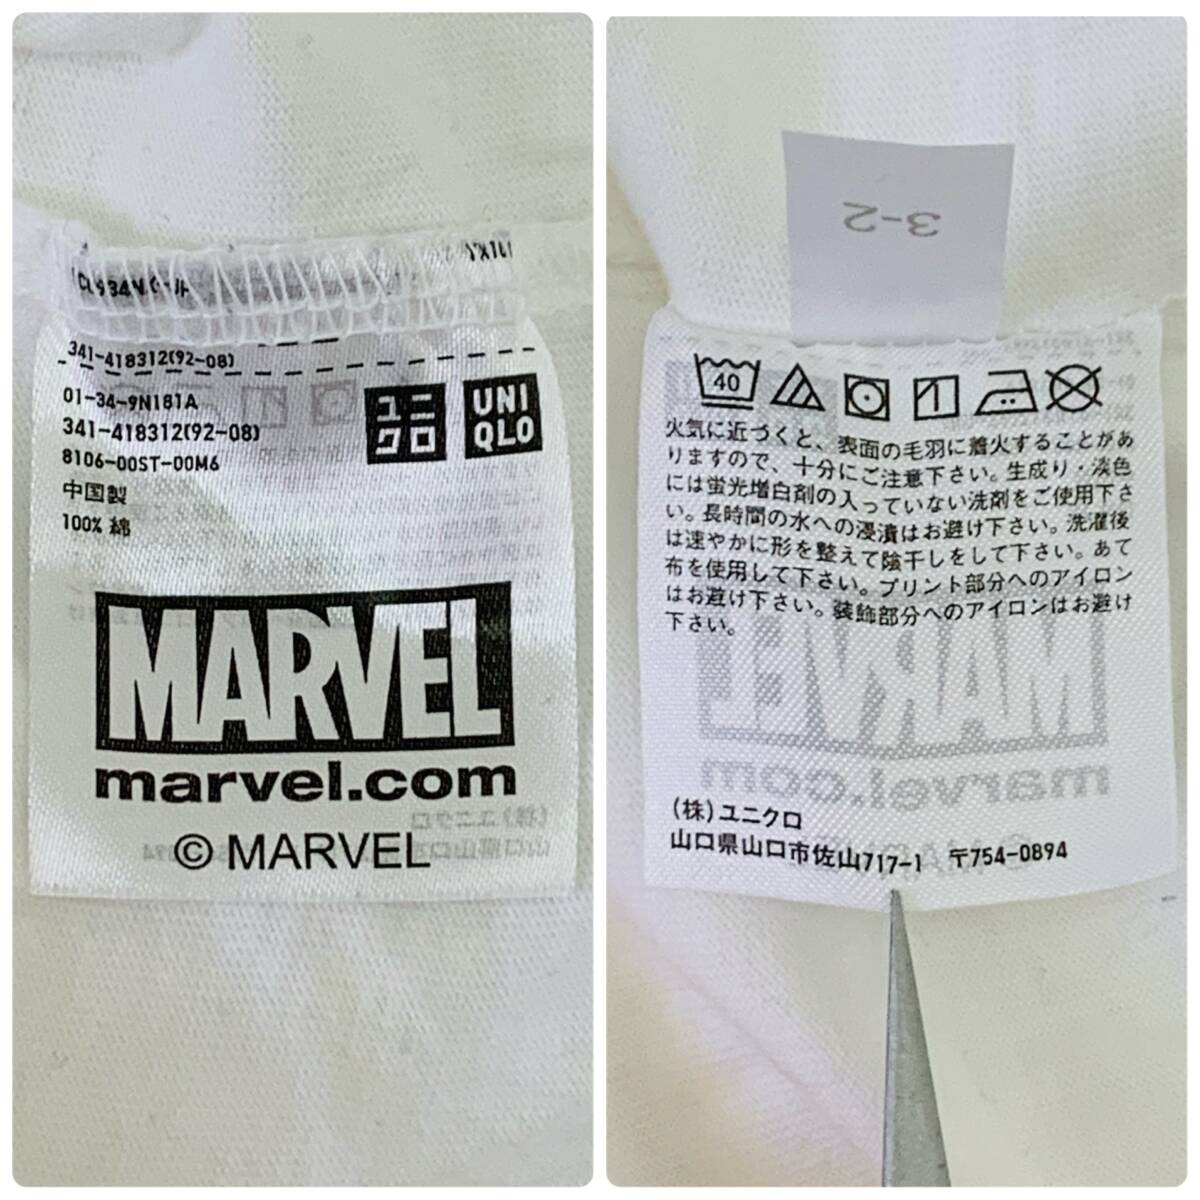 341-418312(92-08)
01-34-9N181A
341-418312(92-08)
8106-00ST-00M6
中国製
100% 綿
ユニ
クロ
UNI
QLO
MARVEL
marvel.com
© MARVEL
3-2
40
火気に近づくと、表面の毛羽に着火することがあ
りますので、十分にご注意下さい。生成り・淡色
には蛍光増白剤の入っていない洗剤をご使用下さ
い。長時間の水への浸漬はお避け下さい。洗濯後
は速やかに形を整えて陰干しをして下さい。あて
布を使用して下さい。プリント部分へのアイロン
はお避け下さい。装飾部分へのアイロンはお避け
下さい。
(株)ユニクロ
山口県山口市佐山717-1 〒754-0894